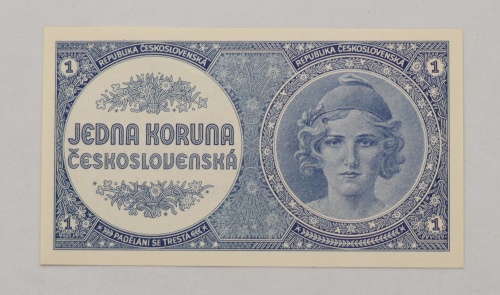 REPUBLIKA ČESKOSLOVENSKÁ
REPUBLIKA ČESKOSLOVENSKÁ
1
1
JEDNA KORUNA
ČESKOSLOVENSKÁ
1
1
PADĚLÁNÍ SE TRESTÁ